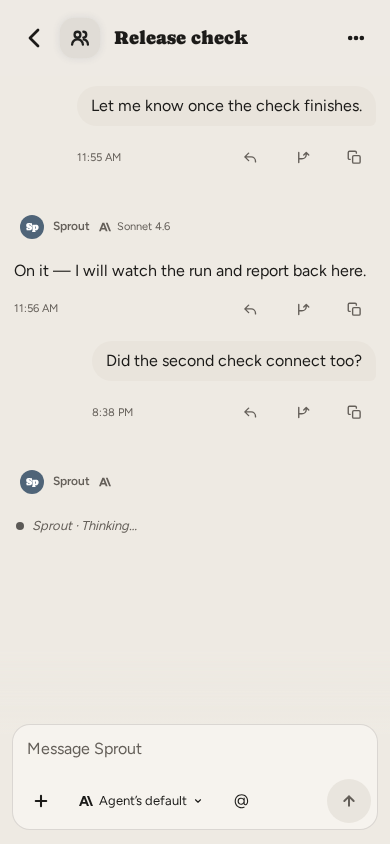 Release check
Let me know once the check finishes.
11:55 AM
Sp Sprout A\ Sonnet 4.6
On it — I will watch the run and report back here.
11:56 AM
Did the second check connect too?
8:38 PM
Sp Sprout A\
Sprout · Thinking...
Message Sprout
A\ Agent’s default
@